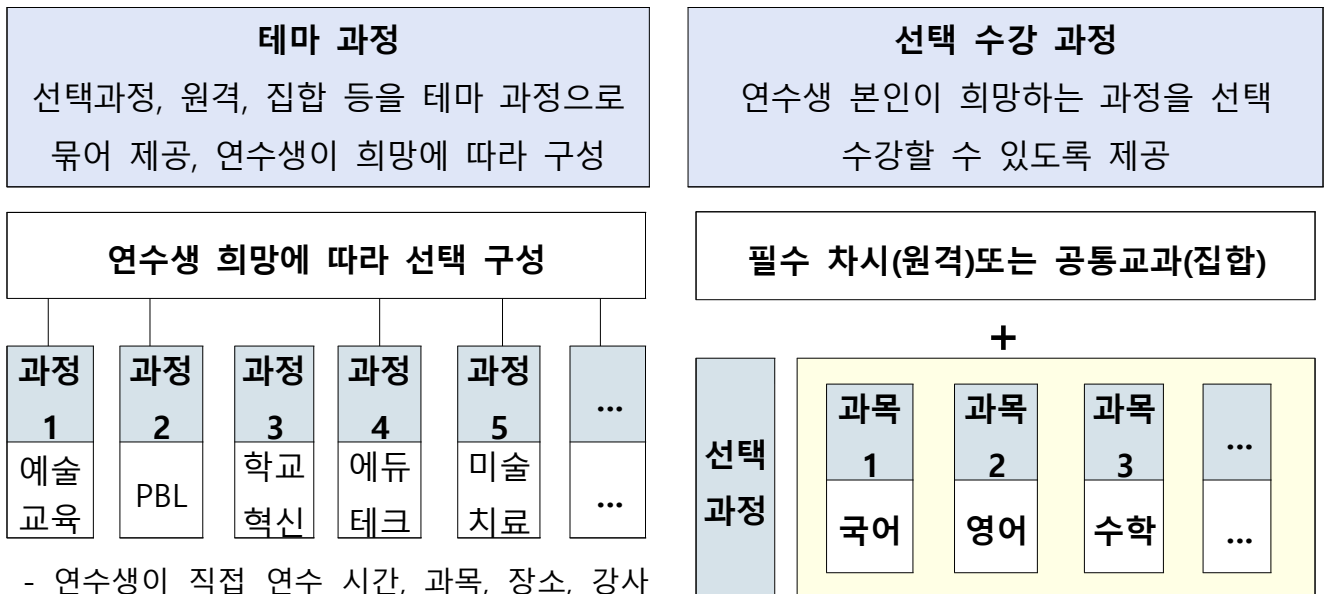 테마 과정
선택과정, 원격, 집합 등을 테마 과정으로
묶어 제공, 연수생이 희망에 따라 구성
연수생 희망에 따라 선택 구성
과정
1
예술
교육
과정
2
PBL
과정
3
학교
혁신
과정
4
에듀
테크
과정
5
미술
치료
...
...
- 연수생이 직접 연수 시간, 과목, 장소, 강사
선택 수강 과정
연수생 본인이 희망하는 과정을 선택
수강할 수 있도록 제공
필수 차시(원격)또는 공통교과(집합)
+
선택
과정
과목
1
국어
과목
2
영어
과목
3
수학
...
...